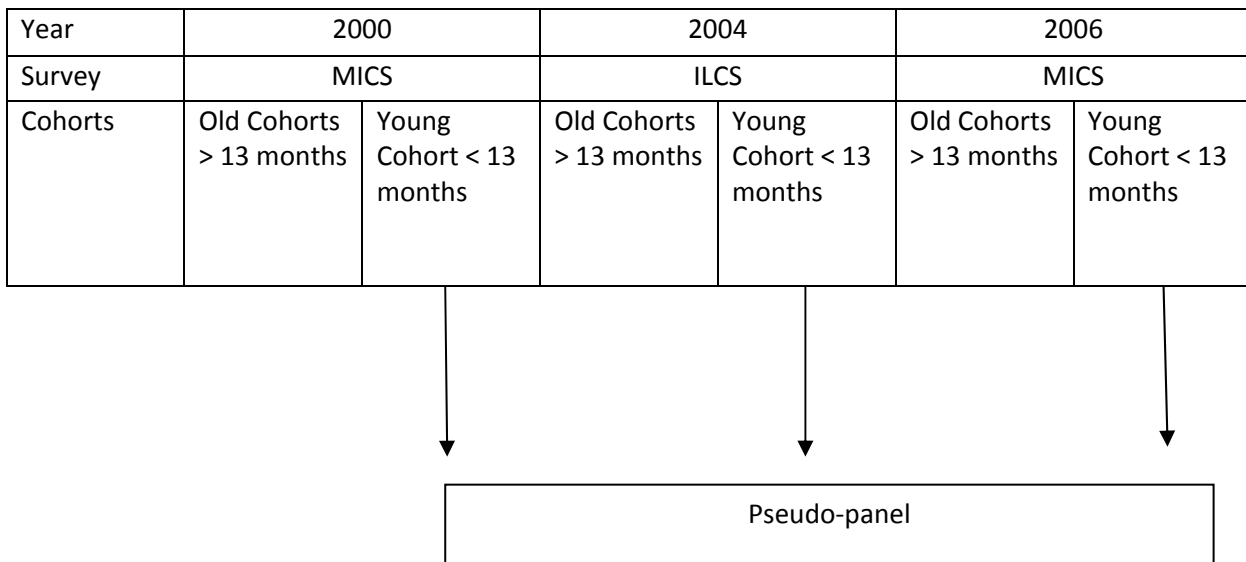 Year 2000 2004 2006
Survey MICS ILCS MICS
Cohorts Old Cohorts Young Old Cohorts Young Old Cohorts Young
> 13 months Cohort < 13 > 13 months Cohort < 13 > 13 months Cohort < 13
months months months
Pseudo-panel